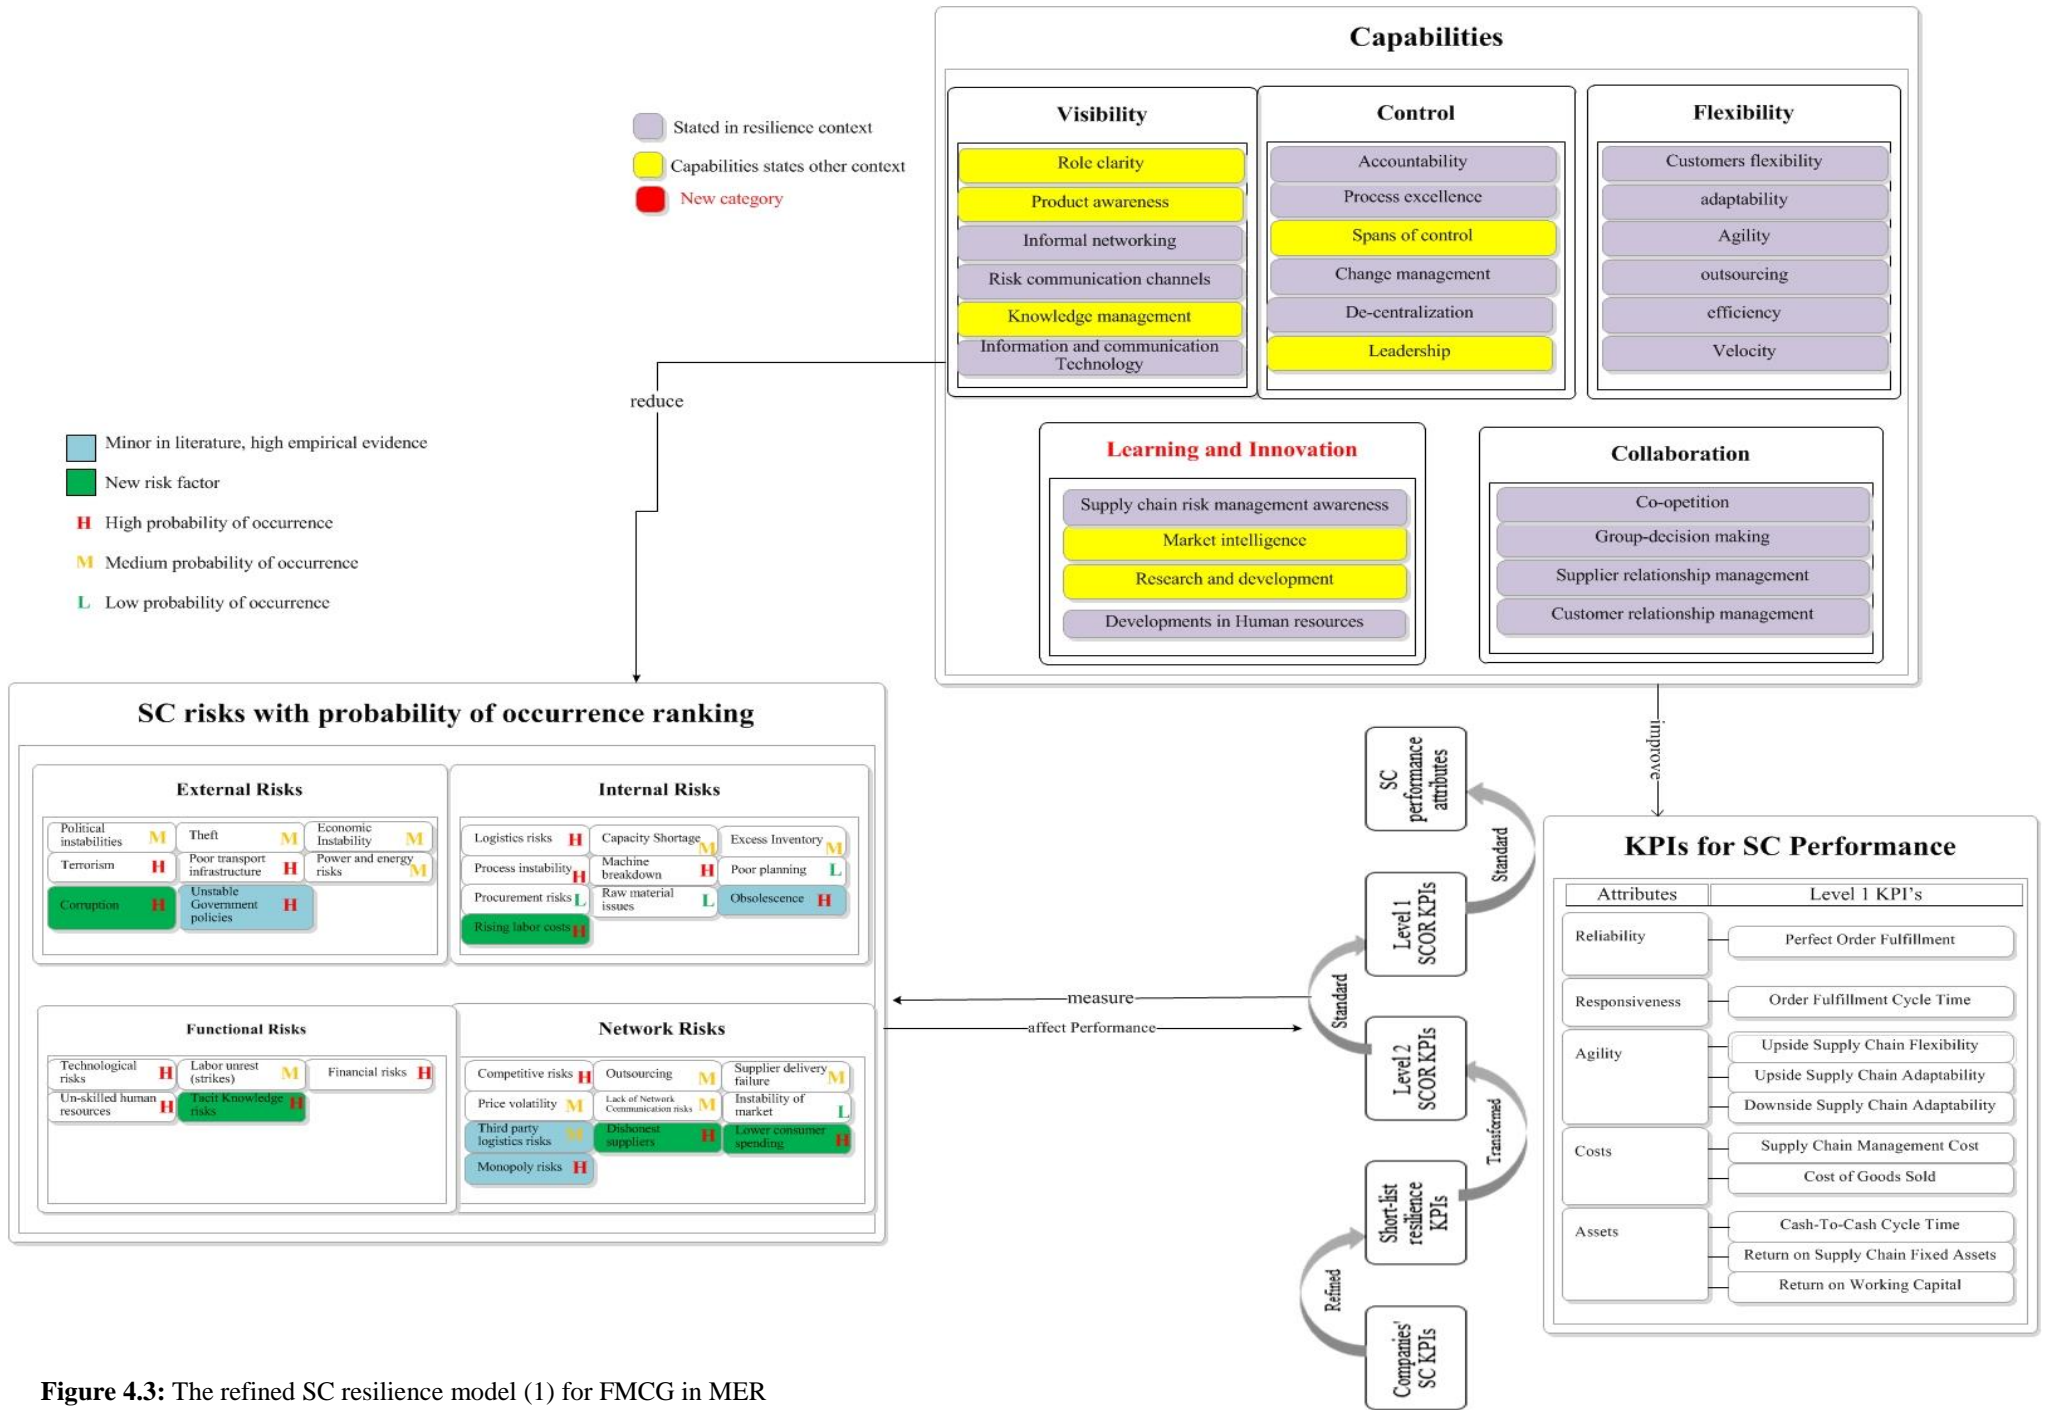 Capabilities
Stated in resilience context
Capabilities states other context
New category
Visibility
Role clarity
Product awareness
Informal networking
Risk communication channels
Knowledge management
Information and communication
Technology
Control
Accountability
Process excellence
Spans of control
Change management
De-centralization
Leadership
Flexibility
Customers flexibility
adaptability
Agility
outsourcing
efficiency
Velocity
Learning and Innovation
Supply chain risk management awareness
Market intelligence
Research and development
Developments in Human resources
Collaboration
Co-opetition
Group-decision making
Supplier relationship management
Customer relationship management
reduce
improve
Minor in literature, high empirical evidence
New risk factor
H High probability of occurrence
M Medium probability of occurrence
L Low probability of occurrence
SC risks with probability of occurrence ranking
External Risks
Political
instabilities M
Theft M
Economic
Instability M
Terrorism H
Poor transport
infrastructure H
Power and energy
risks M
Corruption H
Unstable
Government
policies H
Internal Risks
Logistics risks H
Capacity Shortage M
Excess Inventory M
Process instability H
Machine
breakdown H
Poor planning L
Procurement risks L
Raw material
issues L
Obsolescence H
Rising labor costs H
Functional Risks
Technological
risks H
Labor unrest
(strikes) M
Financial risks H
Un-skilled human
resources H
Tacit Knowledge
risks H
Network Risks
Competitive risks H
Outsourcing M
Supplier delivery
failure M
Price volatility M
Lack of Network
Communication risks M
Instability of
market L
Third party
logistics risks M
Dishonest
suppliers H
Lower consumer
spending H
Monopoly risks H
measure
affect Performance
SC
performance
attributes
Standard
Level 1
SCOR KPIs
Standard
Level 2
SCOR KPIs
Transformed
Short-list
resilience
KPIs
Refined
Companies'
SC KPIs
KPIs for SC Performance
Attributes Level 1 KPI's
Reliability Perfect Order Fulfillment
Responsiveness Order Fulfillment Cycle Time
Agility Upside Supply Chain Flexibility
Upside Supply Chain Adaptability
Downside Supply Chain Adaptability
Costs Supply Chain Management Cost
Cost of Goods Sold
Assets Cash-To-Cash Cycle Time
Return on Supply Chain Fixed Assets
Return on Working Capital
Figure 4.3: The refined SC resilience model (1) for FMCG in MER